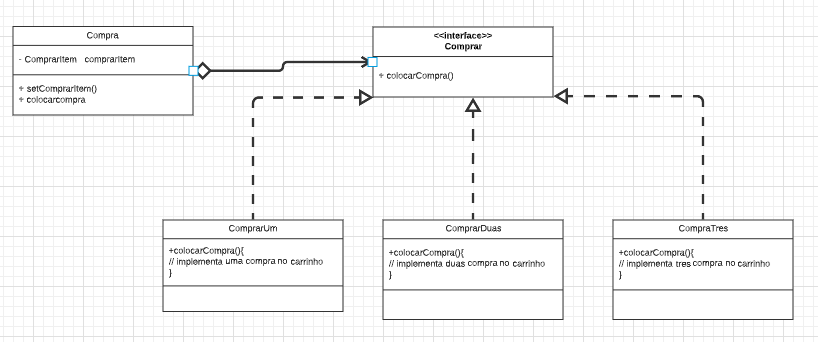 Compra
- ComprarItem comprarItem
+ setComprarItem()
+ colocarcompra
<<interface>>
Comprar
+ colocarCompra()
ComprarUm
+colocarCompra(){
// implementa uma compra no carrinho
}
ComprarDuas
+colocarCompra(){
// implementa duas compra no carrinho
}
CompraTres
+colocarCompra(){
// implementa tres compra no carrinho
}